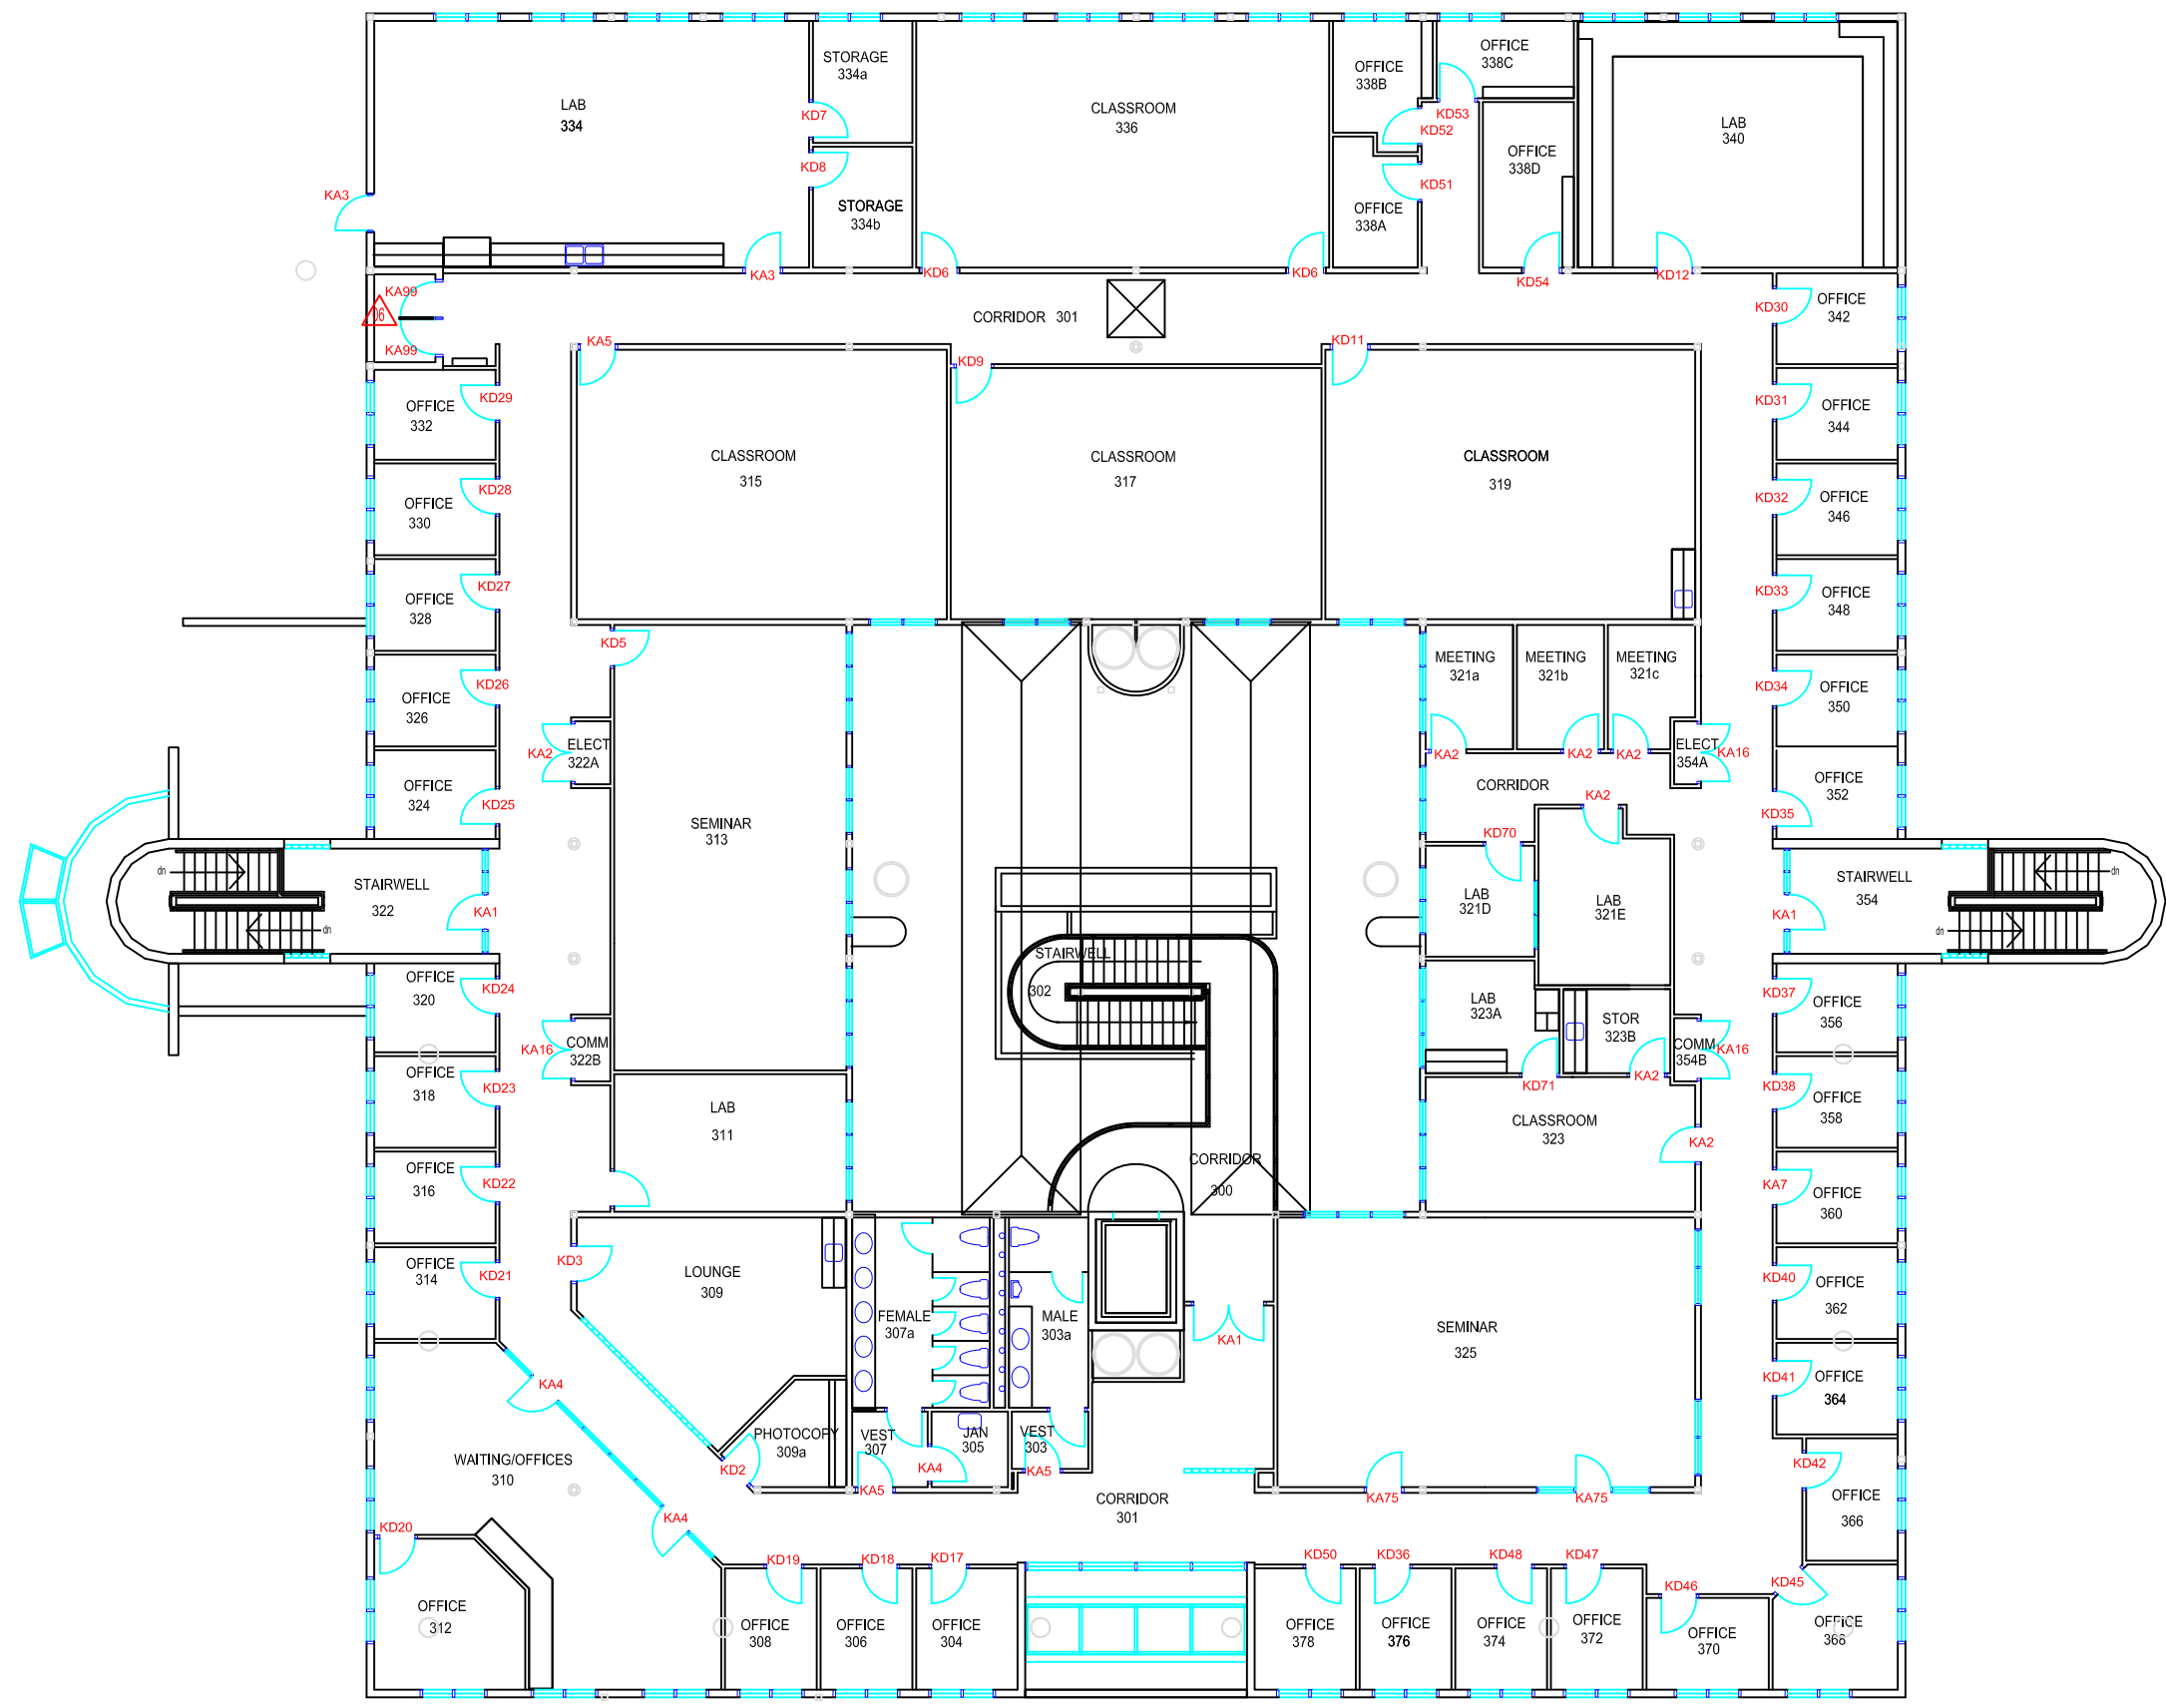 STORAGE
334a
LAB
334
KD7
KD8
STORAGE
334b
CLASSROOM
336
OFFICE
338B
OFFICE
338C
KD53
KD52
KD51
OFFICE
338A
OFFICE
338D
LAB
340
KA3
KA3
KD6
KD6
KD54
KD12
KA99
06
KA99
CORRIDOR 301
KD30
OFFICE
342
KA5
KD9
KD11
OFFICE
332
KD29
KD31
OFFICE
344
CLASSROOM
315
CLASSROOM
317
CLASSROOM
319
OFFICE
330
KD28
KD32
OFFICE
346
OFFICE
328
KD27
KD33
OFFICE
348
KD5
OFFICE
326
KD26
MEETING
321a
MEETING
321b
MEETING
321c
KD34
OFFICE
350
KA2
ELECT
322A
KA2
KA2
KA2
ELECT
354A
KA16
OFFICE
324
KD25
CORRIDOR
KA2
KD35
OFFICE
352
SEMINAR
313
KD70
dn
STAIRWELL
322
KA1
dn
LAB
321D
LAB
321E
KA1
STAIRWELL
354
dn
dn
STAIRWELL
302
OFFICE
320
KD24
LAB
323A
STOR
323B
KD37
OFFICE
356
KA16
COMM
322B
COMM
354B
KA16
OFFICE
318
KD23
KD71
KA2
KD38
OFFICE
358
LAB
311
CLASSROOM
323
KA2
OFFICE
316
KD22
CORRIDOR
300
KA7
OFFICE
360
OFFICE
314
KD21
KD3
LOUNGE
309
KD40
OFFICE
362
FEMALE
307a
MALE
303a
KA1
SEMINAR
325
KA4
KD41
OFFICE
364
WAITING/OFFICES
310
PHOTOCOPY
309a
KD2
VEST
307
KA4
JAN
305
VEST
303
KA5
KA5
KD42
OFFICE
366
CORRIDOR
301
KA75
KA75
KD20
KA4
KD19
KD18
KD17
KD50
KD36
KD48
KD47
KD46
KD45
OFFICE
312
OFFICE
308
OFFICE
306
OFFICE
304
OFFICE
378
OFFICE
376
OFFICE
374
OFFICE
372
OFFICE
370
OFFICE
368